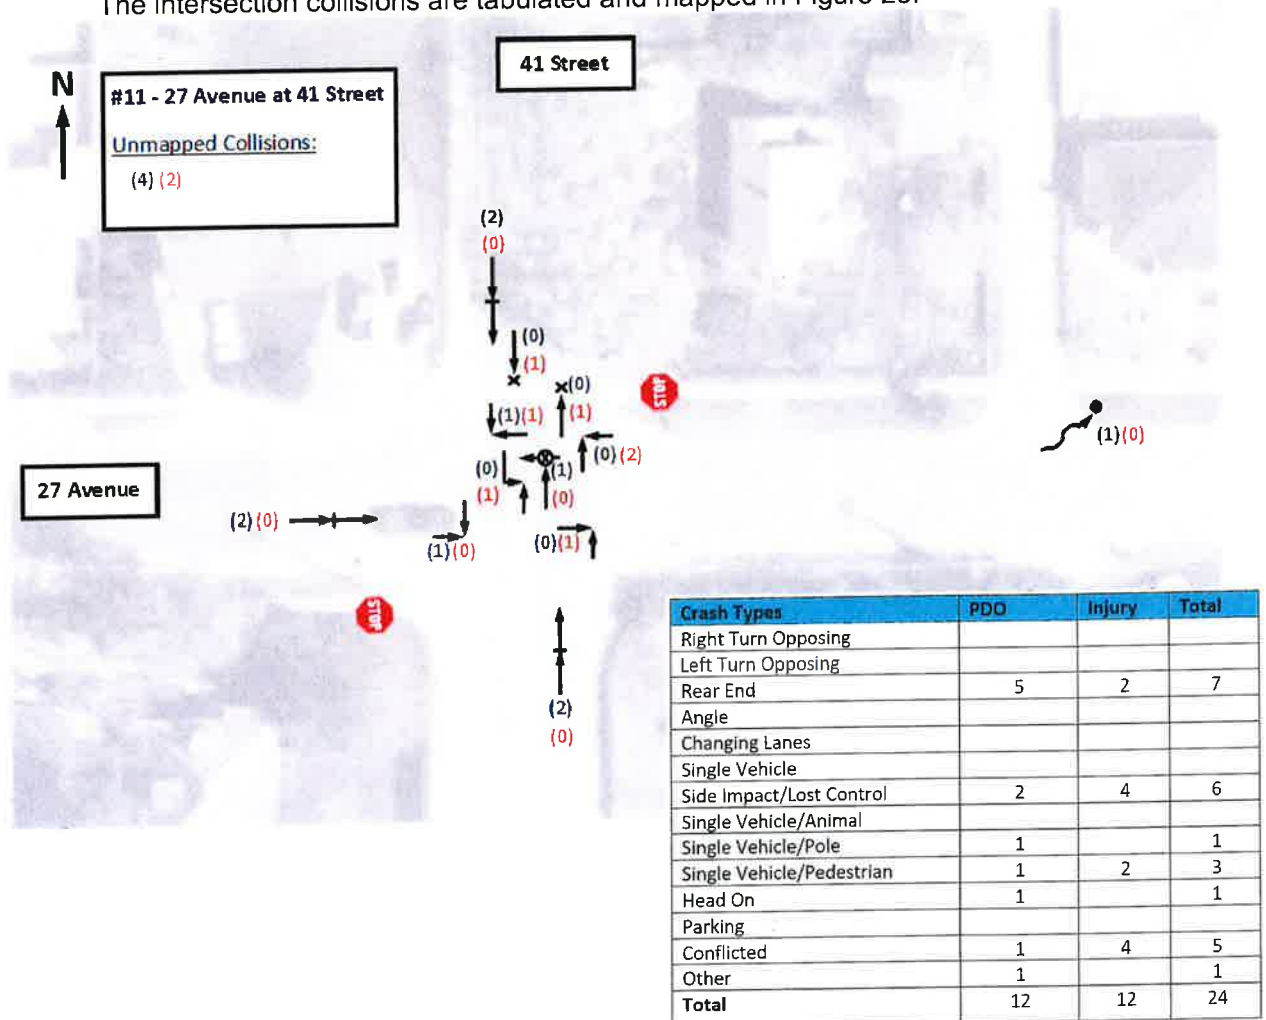 The intersection collisions are tabulated and mapped in Figure
41 Street
N
#11 - 27 Avenue at 41 Street
Unmapped Collisions:
(4) (2)
(2)
(0)
(0)
(1)
×(0)
(1)
STOP
(1)(1)
(0)(2)
(0)
(1)
(1)
(0)
(1)(0)
27 Avenue
(2)(0)
(1)(0)
(0)(1)
STOP
(2)
(0)
Crash Types PDO Injury Total
Right Turn Opposing
Left Turn Opposing
Rear End 5 2 7
Angle
Changing Lanes
Single Vehicle
Side Impact/Lost Control 2 4 6
Single Vehicle/Animal
Single Vehicle/Pole 1 1
Single Vehicle/Pedestrian 1 2 3
Head On 1 1
Parking
Conflicted 1 4 5
Other 1 1
Total 12 12 24